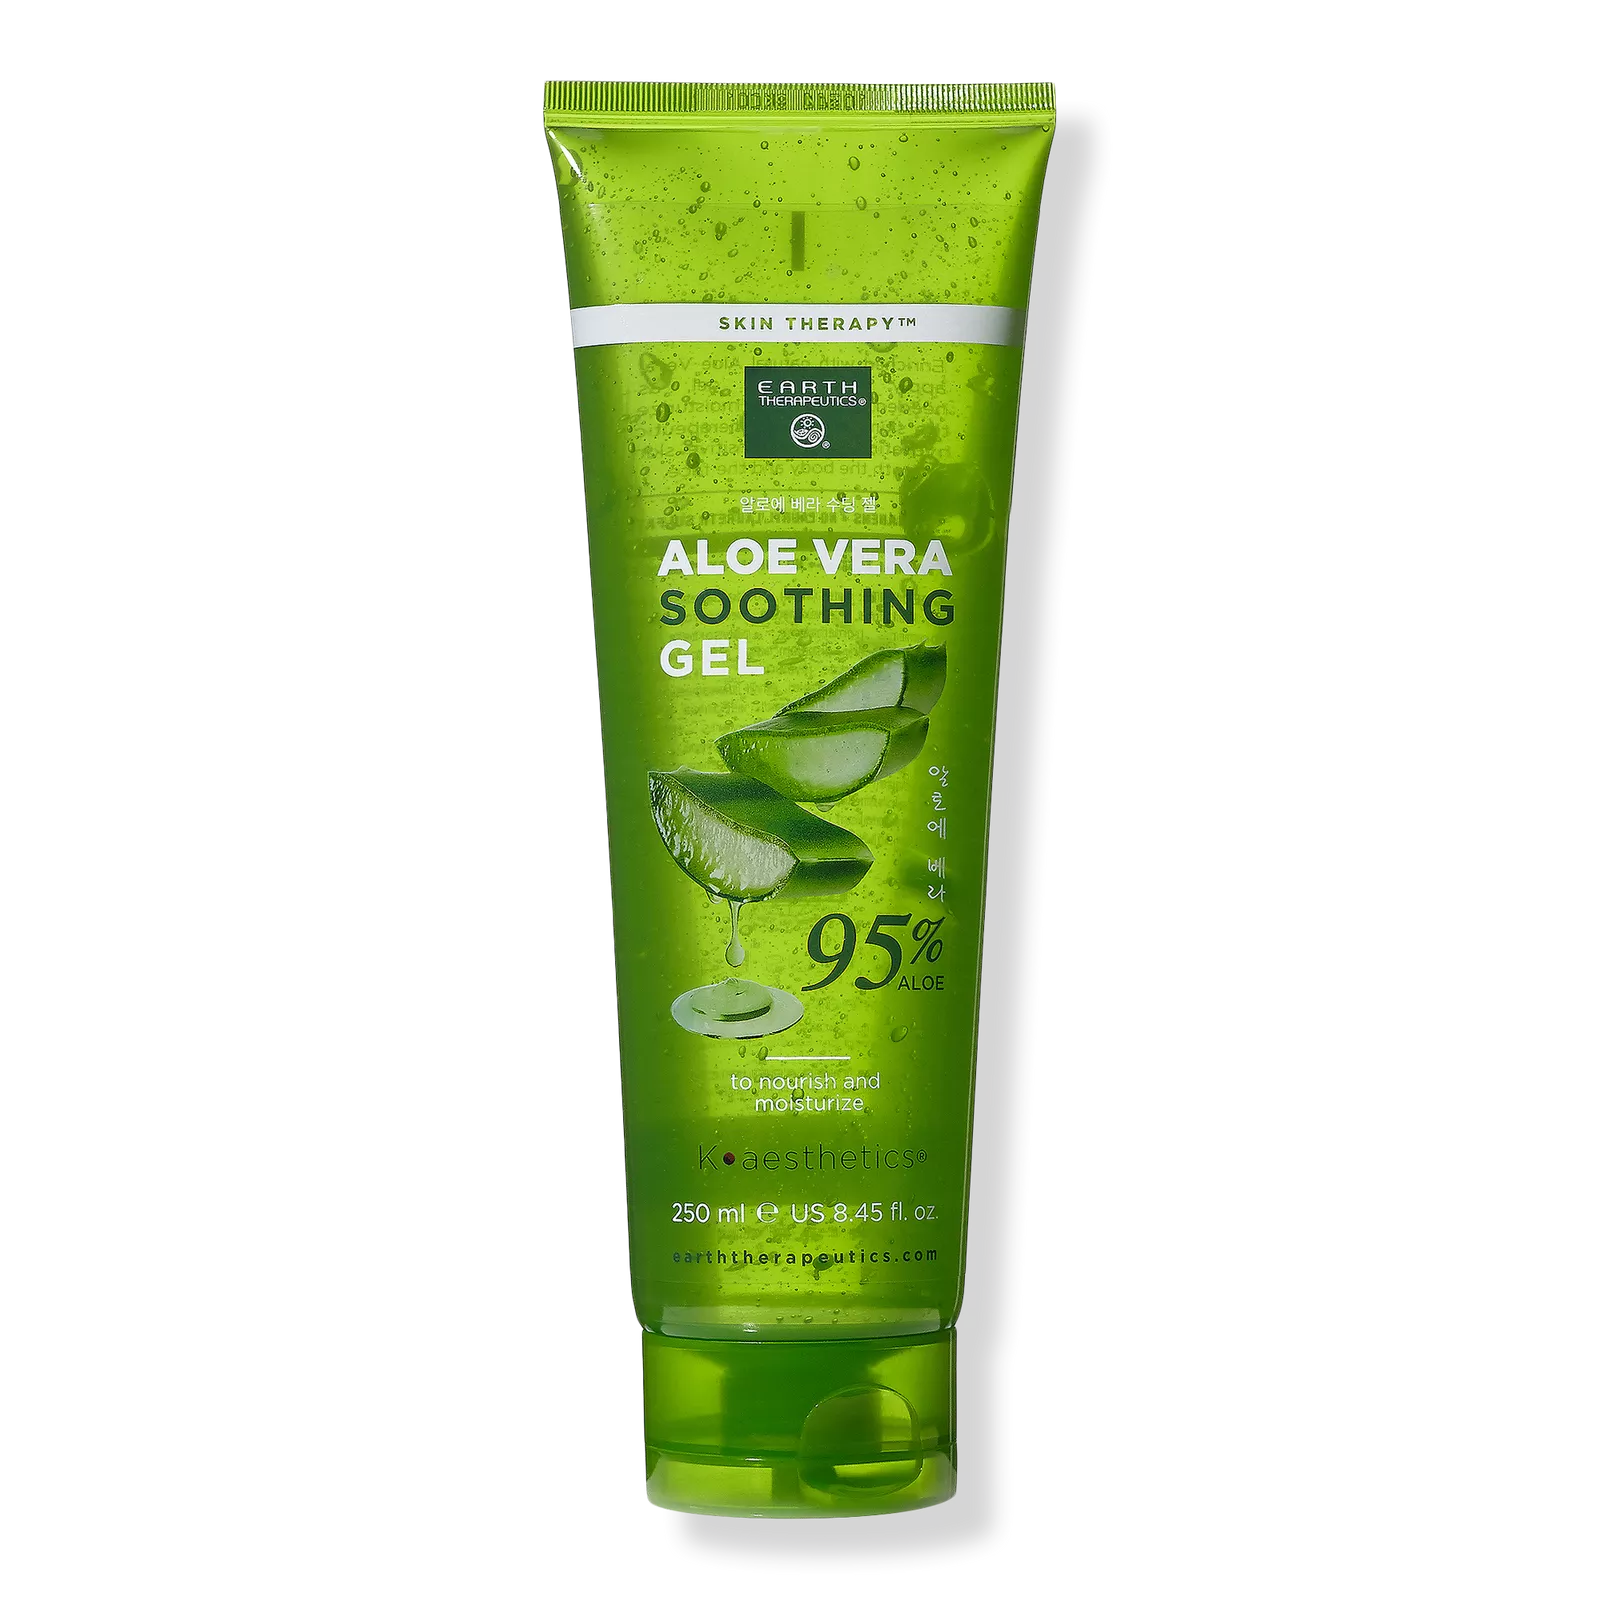 SKIN THERAPY™
EARTH
THERAPEUTICS®
®
알로에 베라 수딩 젤
ALOE VERA
SOOTHING
GEL
알로에 베라
95%
ALOE
to nourish and
moisturize
K•aesthetics®
250 ml ℮ US 8.45 fl. oz.
earththerapeutics.com